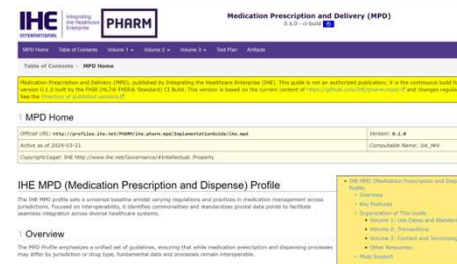 IHE
INTERNATIONAL
Integrating
the Healthcare
Enterprise
PHARM
Medication Prescription and Delivery (MPD)
0.1.0 - ci-build
MPD Home Table of Contents Volume 1 Volume 2 Volume 3 Test Plan Artifacts
Table of Contents MPD Home
Medication Prescription and Delivery (MPD), published by Integrating the Healthcare Enterprise (IHE). This guide is not an authorized publication; it is the continuous build
version 0.1.0 built by the FHIR (HL7® FHIR® Standard) CI Build. This version is based on the current content of https://github.com/IHE/pharm-mpd/ and changes regula
See the Directory of published versions
1 MPD Home
Official URL: http://profiles.ihe.net/PHARM/ihe.pharm.mpd/ImplementationGuide/ihe.mpd Version: 0.1.0
Active as of 2024-03-21 Computable Name: IHE_MPD
Copyright/Legal: IHE http://www.ihe.net/Governance/#Intellectual_Property
IHE MPD (Medication Prescription and Dispense) Profile
The IHE MPD profile sets a universal baseline amidst varying regulations and practices in medication management across
jurisdictions. Focused on interoperability, it identifies commonalities and standardizes pivotal data points to facilitate
seamless integration across diverse healthcare systems.
1 Overview
The MPD Profile emphasizes a unified set of guidelines, ensuring that while medication prescription and dispensing processes
may differ by jurisdiction or drug type, fundamental data and processes remain interoperable.
IHE MPD (Medication Prescription and Disp
Profile
Overview
Key Features
Organization of This Guide
Volume 1: Use Cases and Standar
Volume 2: Transactions
Volume 3: Content and Terminolog
Other Resources:
Must Support